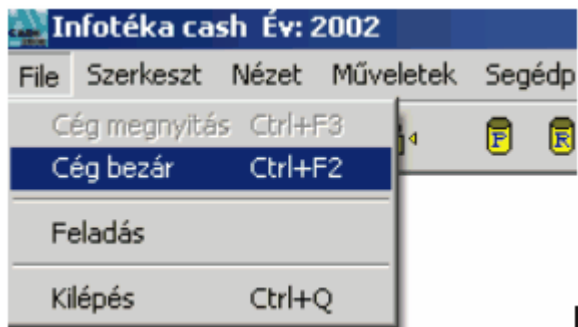 Infotéka cash Év: 2002
File Szerkeszt Nézet Műveletek Segédp
Cég megnyitás Ctrl+F3
P R
Cég bezár Ctrl+F2
Feladás
Kilépés Ctrl+Q